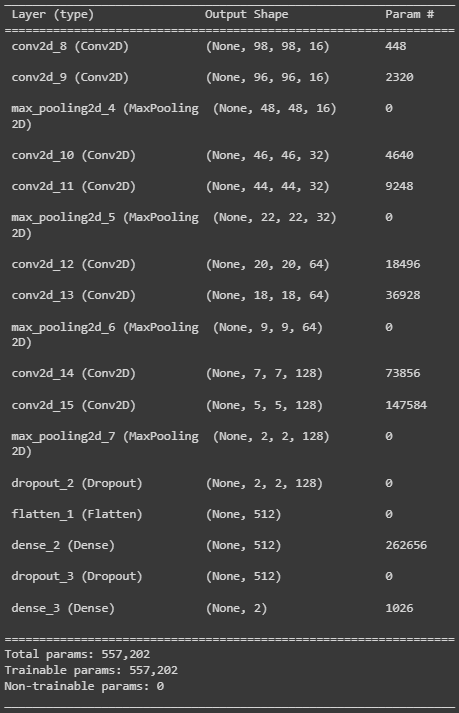 Layer (type) Output Shape Param #
conv2d_8 (Conv2D) (None, 98, 98, 16) 448
conv2d_9 (Conv2D) (None, 96, 96, 16) 2320
max_pooling2d_4 (MaxPooling (None, 48, 48, 16) 0
2D)
conv2d_10 (Conv2D) (None, 46, 46, 32) 4640
conv2d_11 (Conv2D) (None, 44, 44, 32) 9248
max_pooling2d_5 (MaxPooling (None, 22, 22, 32) 0
2D)
conv2d_12 (Conv2D) (None, 20, 20, 64) 18496
conv2d_13 (Conv2D) (None, 18, 18, 64) 36928
max_pooling2d_6 (MaxPooling (None, 9, 9, 64) 0
2D)
conv2d_14 (Conv2D) (None, 7, 7, 128) 73856
conv2d_15 (Conv2D) (None, 5, 5, 128) 147584
max_pooling2d_7 (MaxPooling (None, 2, 2, 128) 0
2D)
dropout_2 (Dropout) (None, 2, 2, 128) 0
flatten_1 (Flatten) (None, 512) 0
dense_2 (Dense) (None, 512) 262656
dropout_3 (Dropout) (None, 512) 0
dense_3 (Dense) (None, 2) 1026
Total params: 557,202
Trainable params: 557,202
Non-trainable params: 0